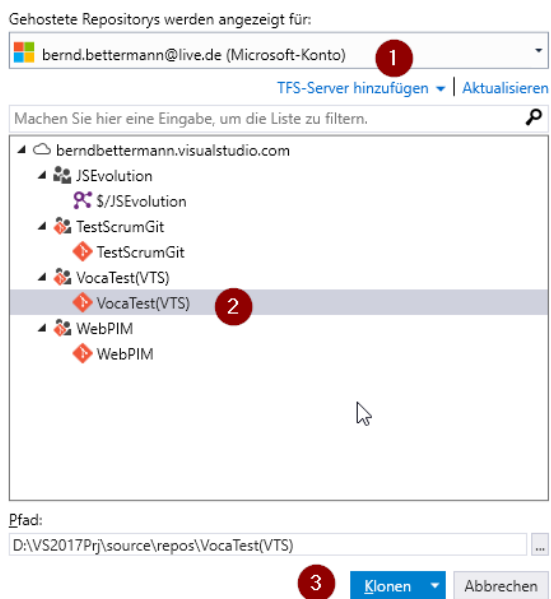 Gehostete Repositorys werden angezeigt für:
bernd.bettermann@live.de (Microsoft-Konto)
1
TFS-Server hinzufügen | Aktualisieren
Machen Sie hier eine Eingabe, um die Liste zu filtern.
berndbettermann.visualstudio.com
JSEvolution
$/JSEvolution
TestScrumGit
TestScrumGit
VocaTest(VTS)
VocaTest(VTS) 2
WebPIM
WebPIM
Pfad:
D:\VS2017Prj\source\repos\VocaTest(VTS) ...
3 Klonen Abbrechen